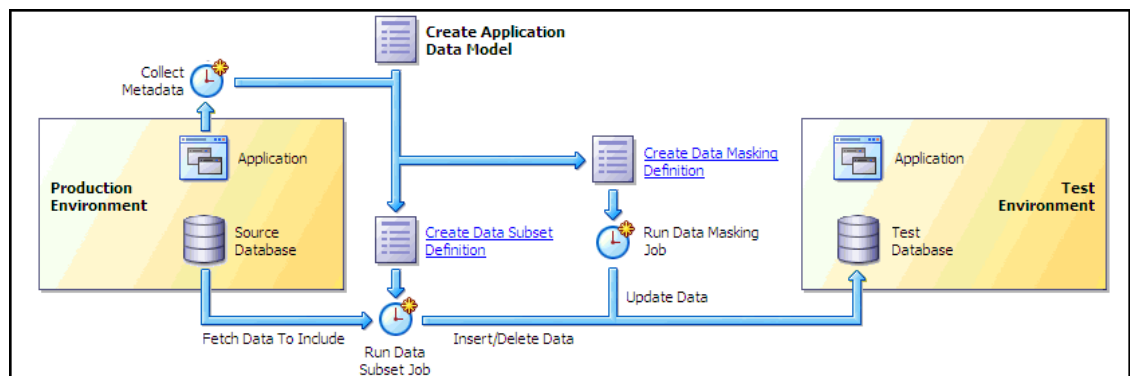 Create Application
Data Model
Collect
Metadata
Application
Production
Environment
Source
Database
Create Data Masking
Definition
Create Data Subset
Definition
Run Data Masking
Job
Application
Test
Environment
Test
Database
Update Data
Fetch Data To Include
Insert/Delete Data
Run Data
Subset Job